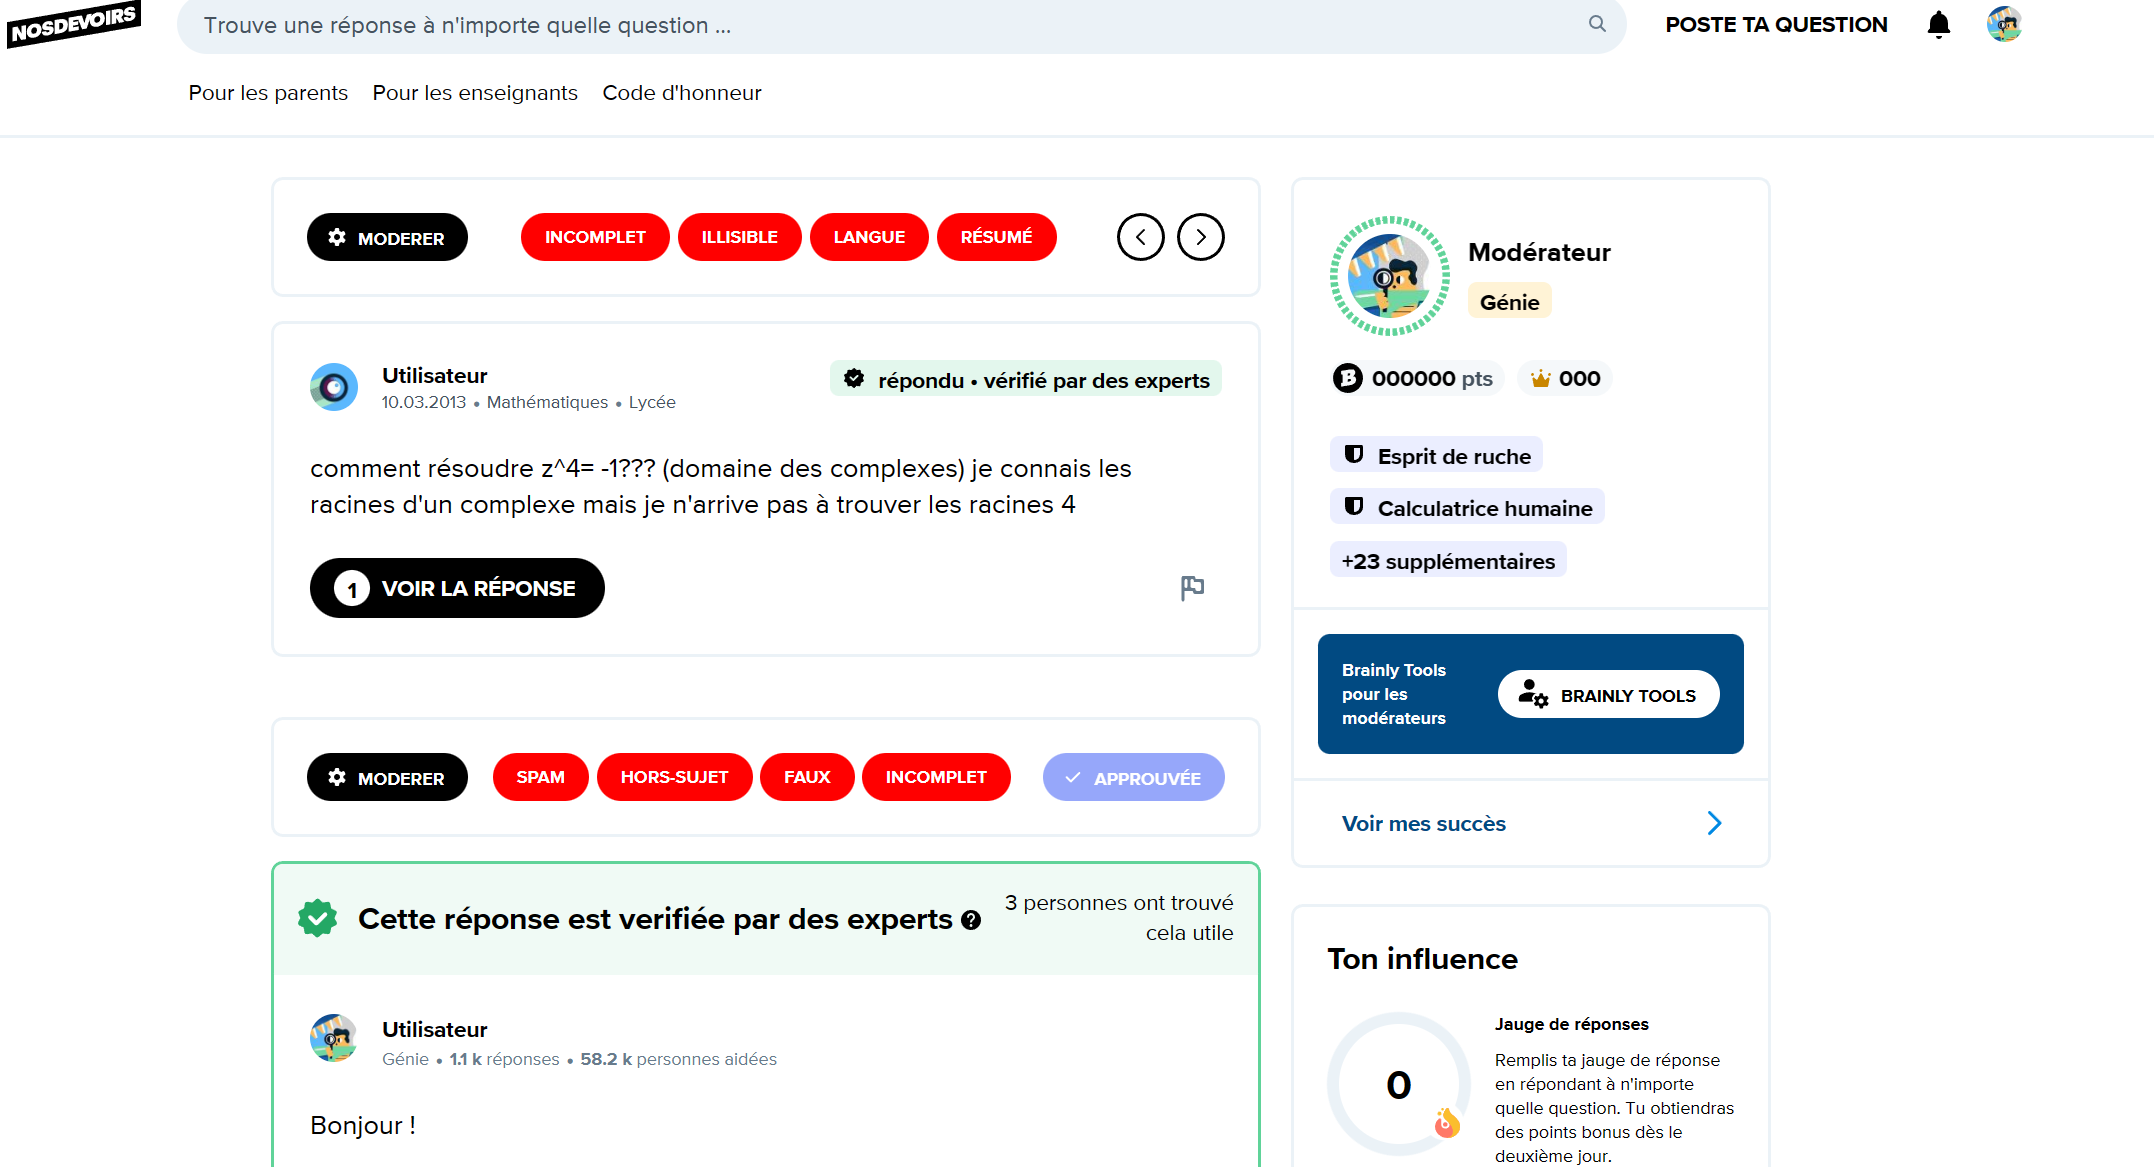 NOSDEVOIRS
Trouve une réponse à n'importe quelle question ...
POSTE TA QUESTION
Pour les parents
Pour les enseignants
Code d'honneur
MODERER
INCOMPLET
ILLISIBLE
LANGUE
RÉSUMÉ
Utilisateur
10.03.2013 • Mathématiques • Lycée
répondu • vérifié par des experts
comment résoudre z^4= -1??? (domaine des complexes) je connais les
racines d'un complexe mais je n'arrive pas à trouver les racines 4
1 VOIR LA RÉPONSE
MODERER
SPAM
HORS-SUJET
FAUX
INCOMPLET
APPROUVÉE
Cette réponse est verifiée par des experts ?
3 personnes ont trouvé
cela utile
Utilisateur
Génie • 1.1 k réponses • 58.2 k personnes aidées
Bonjour !
Modérateur
Génie
B 000000 pts
000
Esprit de ruche
Calculatrice humaine
+23 supplémentaires
Brainly Tools
pour les
modérateurs
BRAINLY TOOLS
Voir mes succès
Ton influence
0
Jauge de réponses
Remplis ta jauge de réponse
en répondant à n'importe
quelle question. Tu obtiendras
des points bonus dès le
deuxième jour.